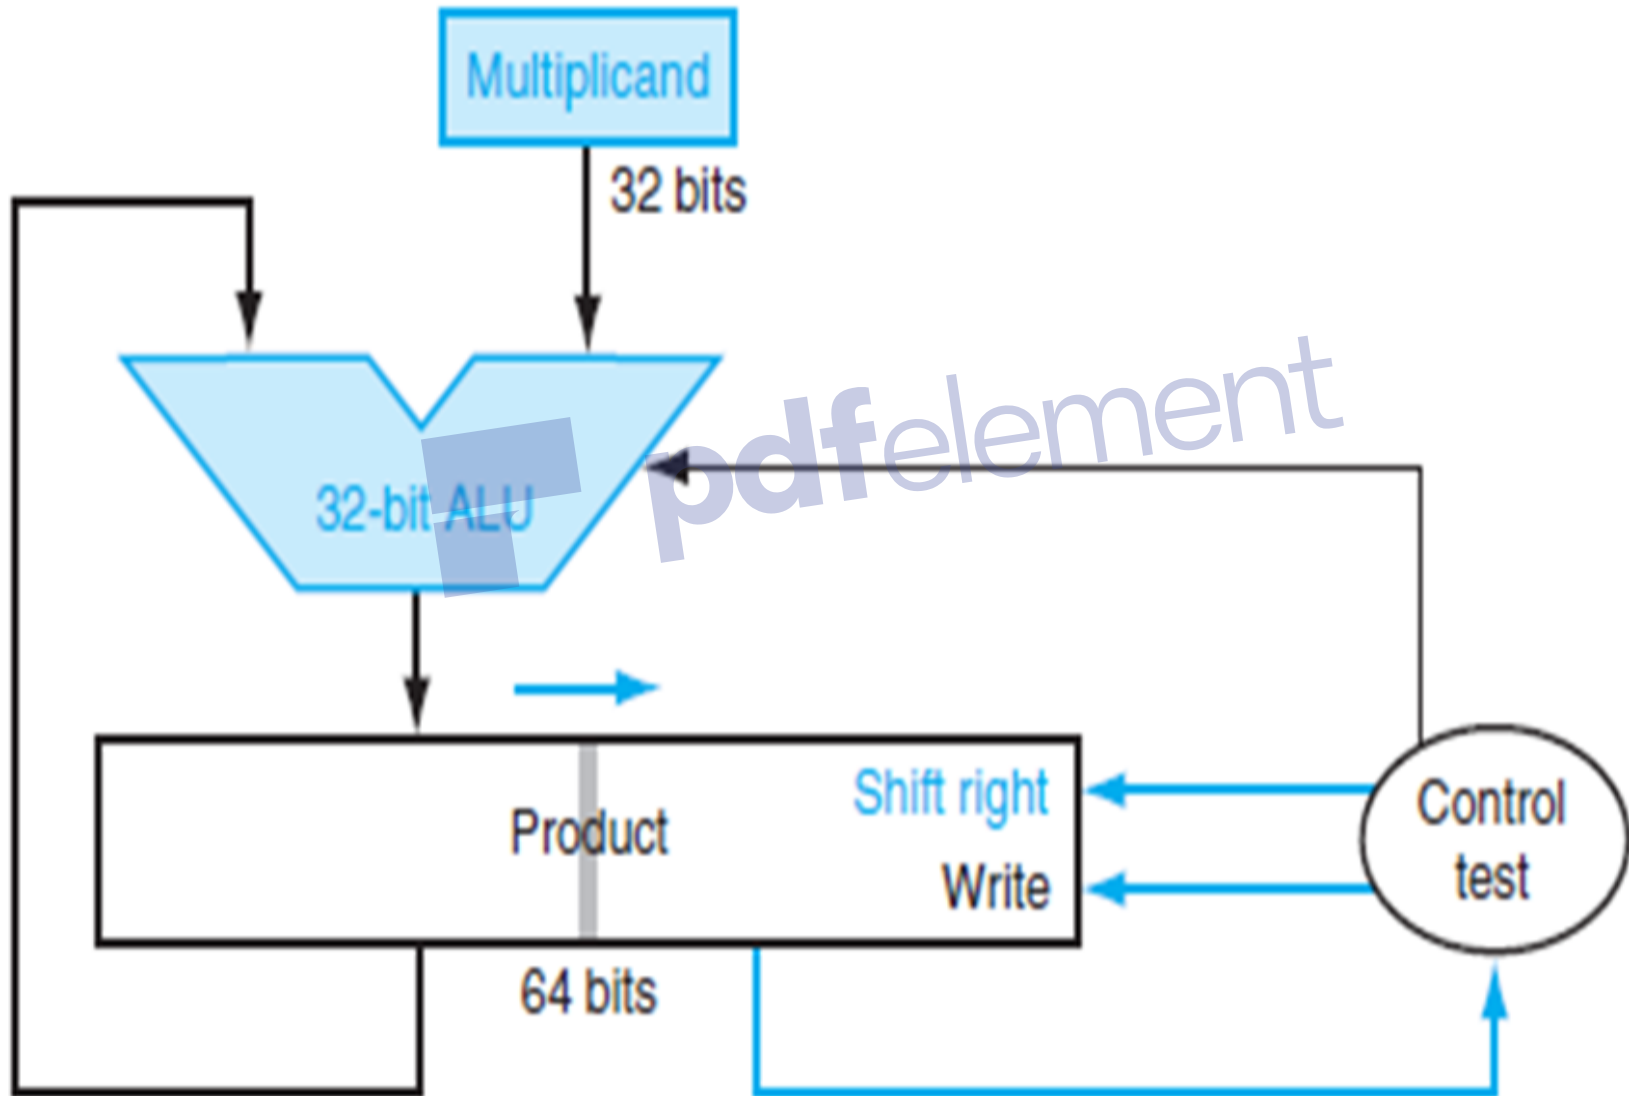 Multiplicand
32 bits
pdfelement
32-bit ALU
Shift right
Product
Write
Control
test
64 bits